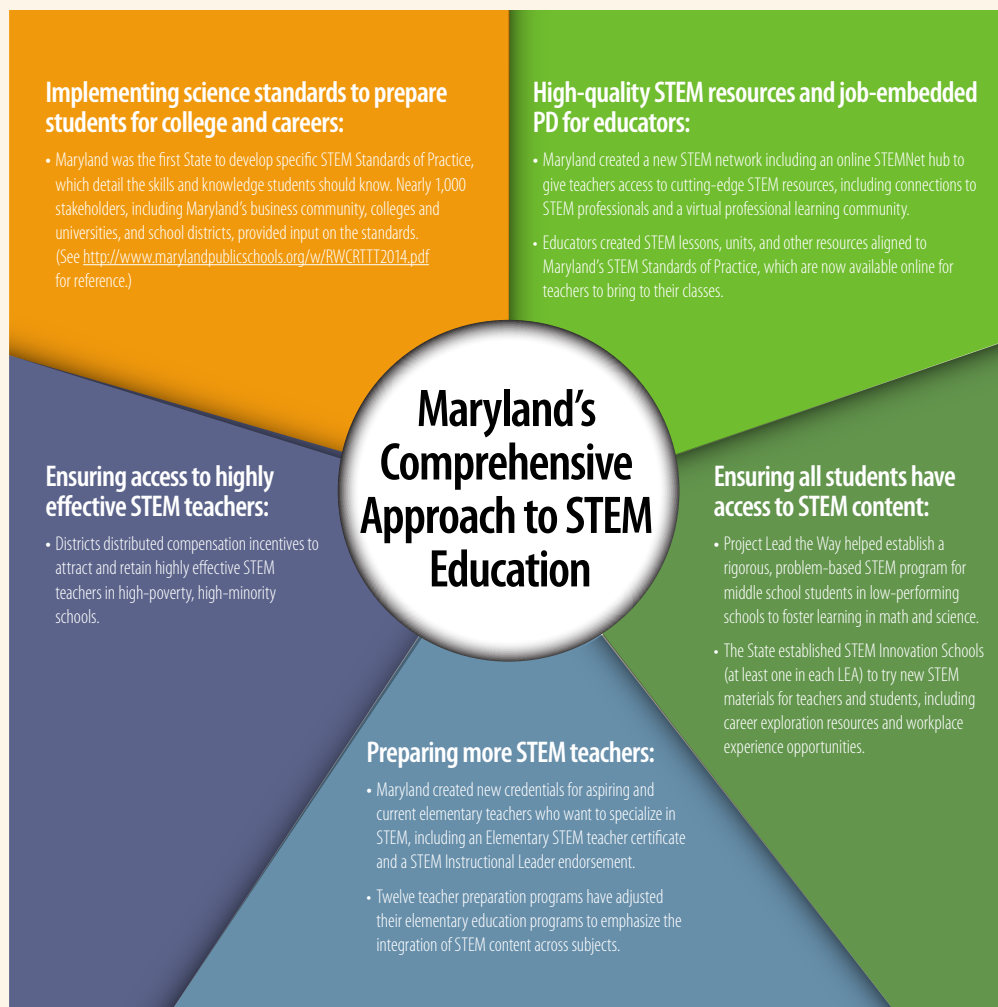 Implementing science standards to prepare
students for college and careers:
• Maryland was the first State to develop specific STEM Standards of Practice,
which detail the skills and knowledge students should know. Nearly 1,000
stakeholders, including Maryland's business community, colleges and
universities, and school districts, provided input on the standards.
(See http://www.marylandpublicschools.org/w/RWCRTTT2014.pdf
for reference.)
High-quality STEM resources and job-embedded
PD for educators:
• Maryland created a new STEM network including an online STEMNet hub to
give teachers access to cutting-edge STEM resources, including connections to
STEM professionals and a virtual professional learning community.
• Educators created STEM lessons, units, and other resources aligned to
Maryland's STEM Standards of Practice, which are now available online for
teachers to bring to their classes.
Maryland's
Comprehensive
Approach to STEM
Education
Ensuring access to highly
effective STEM teachers:
• Districts distributed compensation incentives to
attract and retain highly effective STEM
teachers in high-poverty, high-minority
schools.
Ensuring all students have
access to STEM content:
• Project Lead the Way helped establish a
rigorous, problem-based STEM program for
middle school students in low-performing
schools to foster learning in math and science.
• The State established STEM Innovation Schools
(at least one in each LEA) to try new STEM
materials for teachers and students, including
career exploration resources and workplace
experience opportunities.
Preparing more STEM teachers:
• Maryland created new credentials for aspiring and
current elementary teachers who want to specialize in
STEM, including an Elementary STEM teacher certificate
and a STEM Instructional Leader endorsement.
• Twelve teacher preparation programs have adjusted
their elementary education programs to emphasize the
integration of STEM content across subjects.